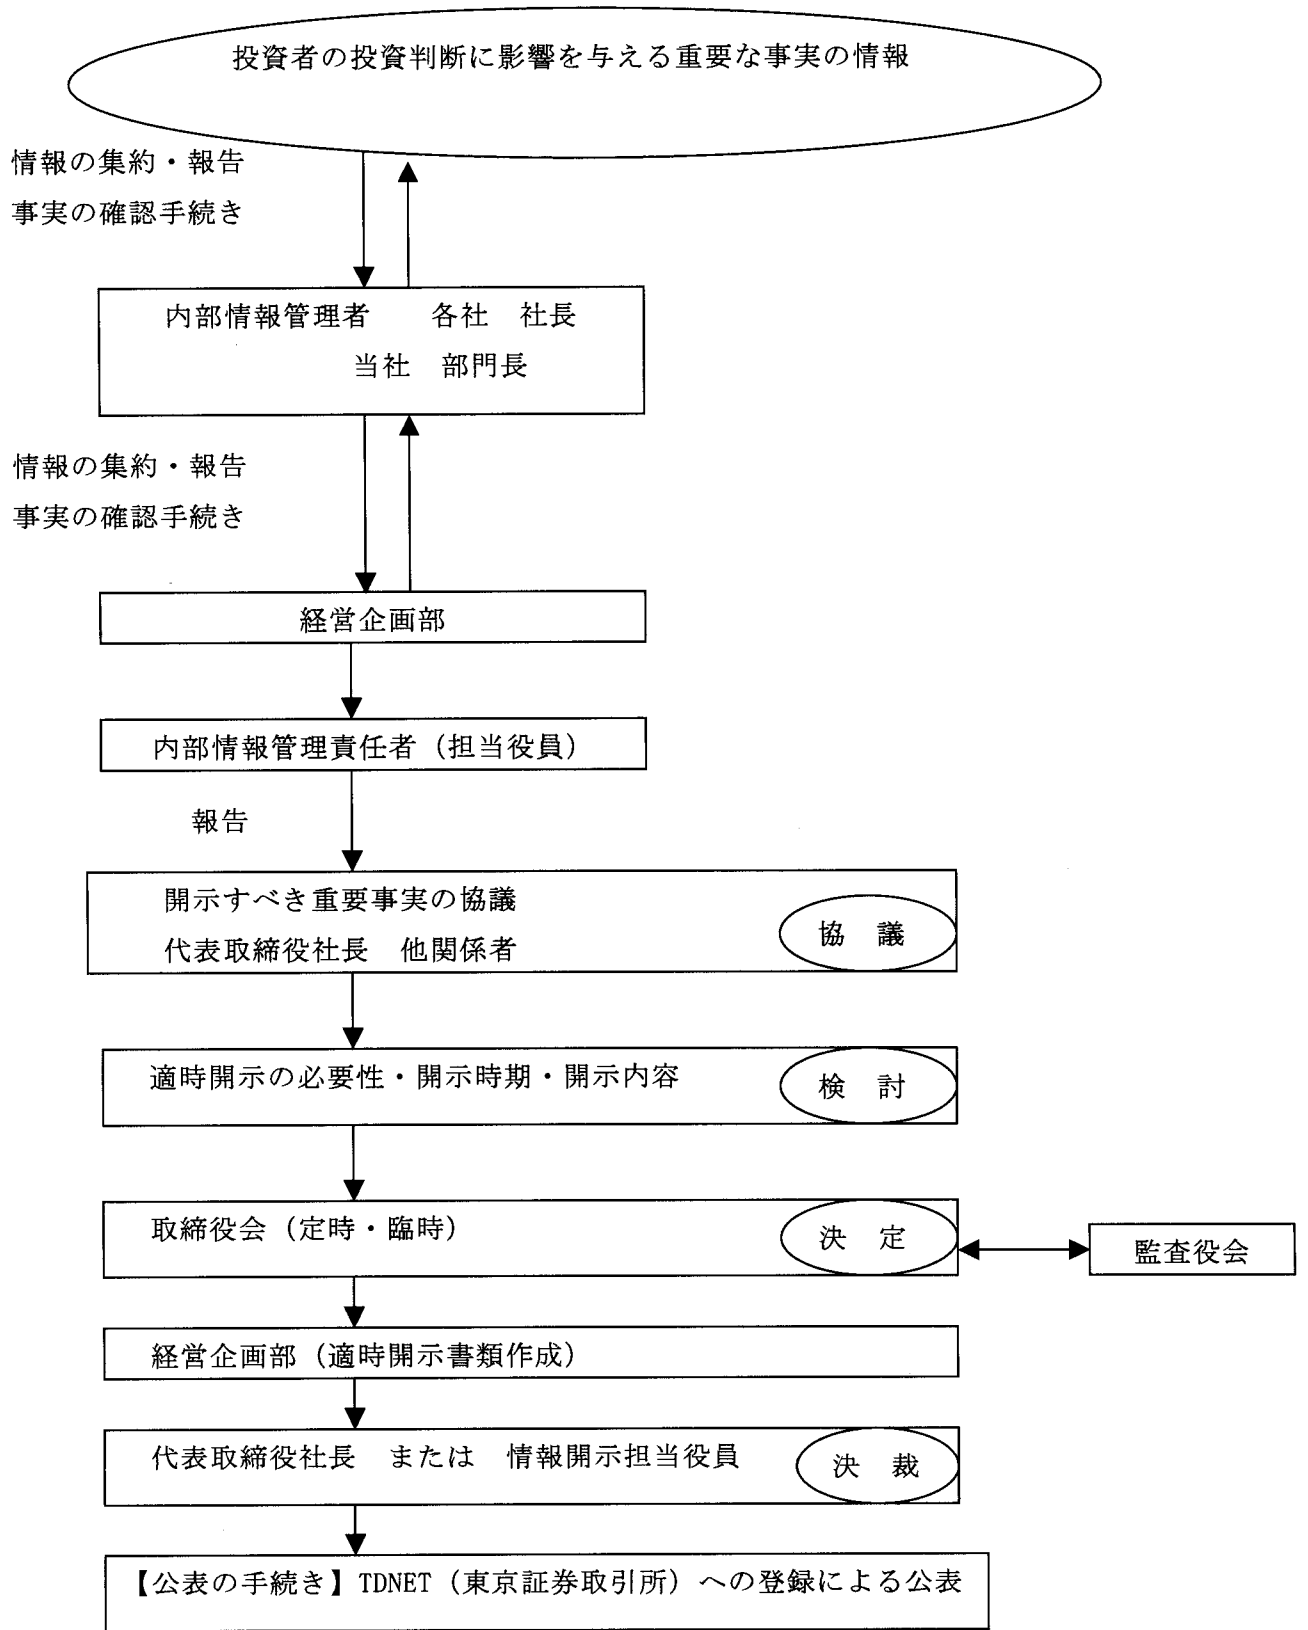 投資者の投資判断に影響を与える重要な事実の情報
情報の集約・報告
事実の確認手続き
内部情報管理者　　各社　社長
当社　部門長
情報の集約・報告
事実の確認手続き
経営企画部
内部情報管理責任者（担当役員）
報告
開示すべき重要事実の協議
代表取締役社長　他関係者
協　議
適時開示の必要性・開示時期・開示内容
検　討
取締役会（定時・臨時）
決　定
監査役会
経営企画部（適時開示書類作成）
代表取締役社長　または　情報開示担当役員
決　裁
【公表の手続き】TDNET（東京証券取引所）への登録による公表